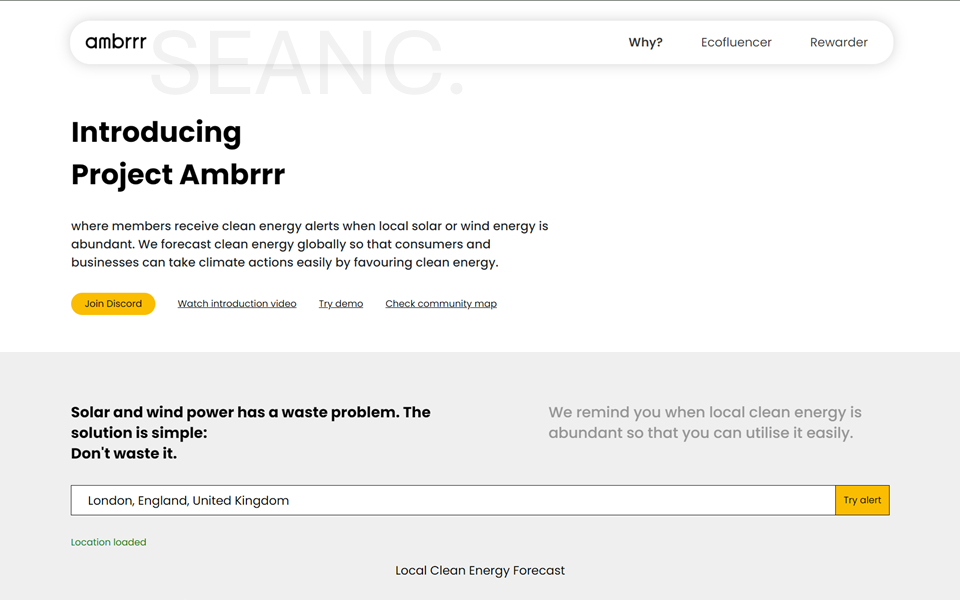 ambrrr
SEANC.
Why?
Ecofluencer
Rewarder
Introducing
Project Ambrrr
where members receive clean energy alerts when local solar or wind energy is
abundant. We forecast clean energy globally so that consumers and
businesses can take climate actions easily by favouring clean energy.
Join Discord
Watch introduction video
Try demo
Check community map
Solar and wind power has a waste problem. The
solution is simple:
Don't waste it.
We remind you when local clean energy is
abundant so that you can utilise it easily.
London, England, United Kingdom
Try alert
Location loaded
Local Clean Energy Forecast